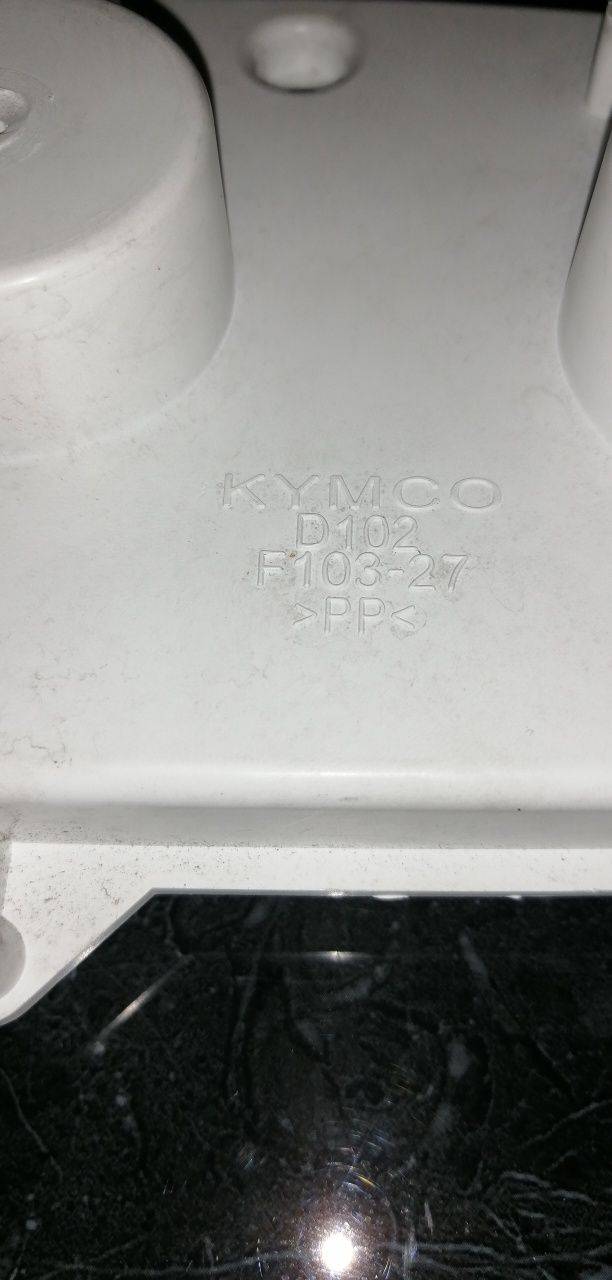 KYMCO
D102
F103-27
>PP<